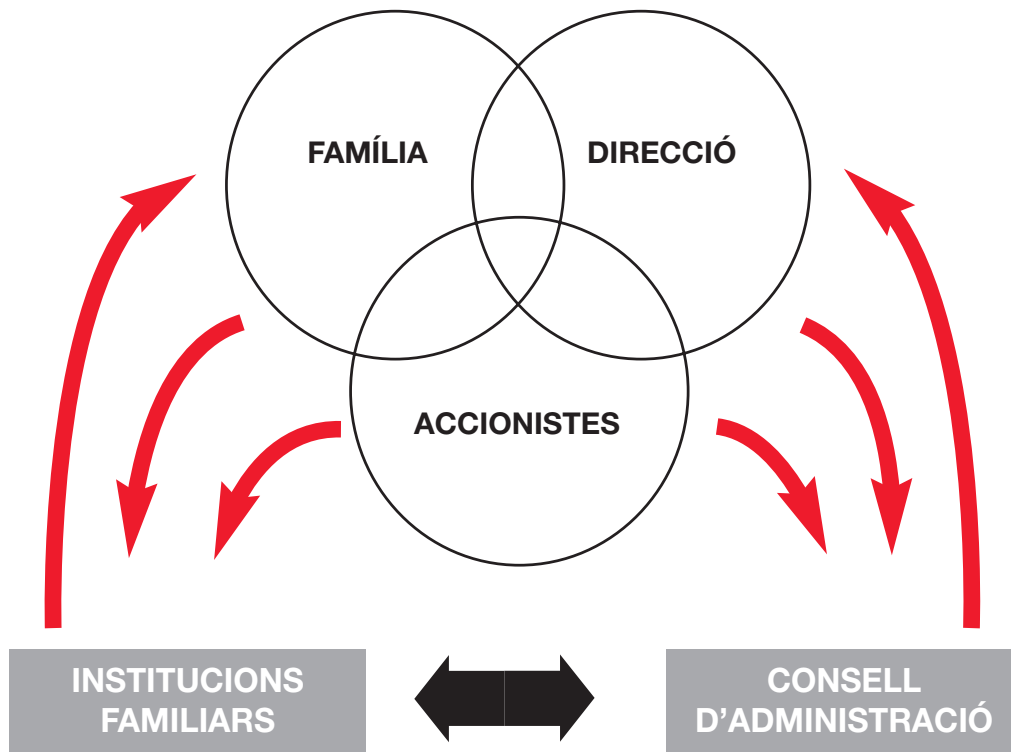 FAMÍLIA
DIRECCIÓ
ACCIONISTES
INSTITUCIONS
FAMILIARS
CONSELL
D'ADMINISTRACIÓ